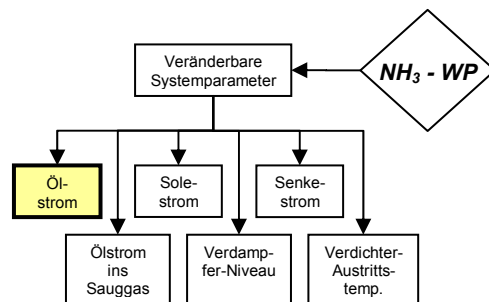 Veränderbare
Systemparameter
NH₃ - WP
Öl-
strom
Sole-
strom
Senke-
strom
Ölstrom
ins
Sauggas
Verdamp-
fer-Niveau
Verdichter-
Austritts-
temp.